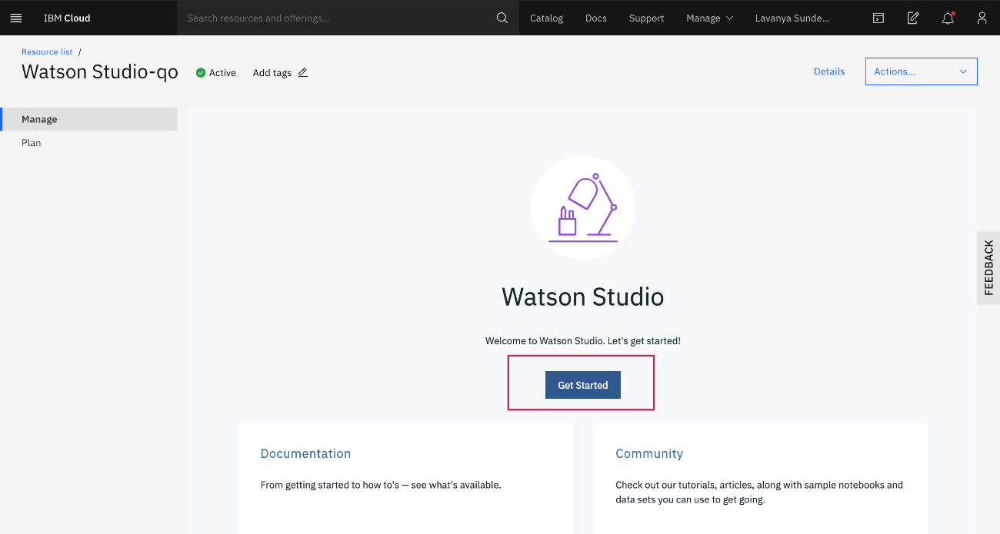 IBM Cloud
Search resources and offerings...
Catalog
Docs
Support
Manage
Lavanya Sunde...
Resource list /
Watson Studio-qo
Active
Add tags
Details
Actions...
Manage
Plan
Watson Studio
Welcome to Watson Studio. Let's get started!
Get Started
FEEDBACK
Documentation
From getting started to how to's — see what's available.
Community
Check out our tutorials, articles, along with sample notebooks and
data sets you can use to get going.